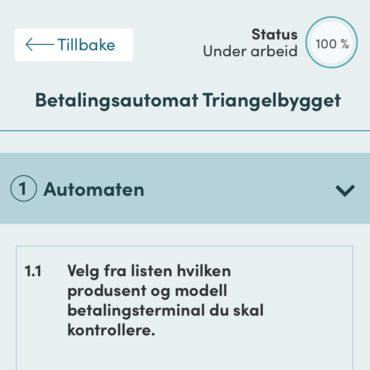 Tillbake
Status
Under arbeid
100 %
Betalingsautomat Triangelbygget
1 Automaten
1.1 Velg fra listen hvilken
produsent og modell
betalingsterminal du skal
kontrollere.